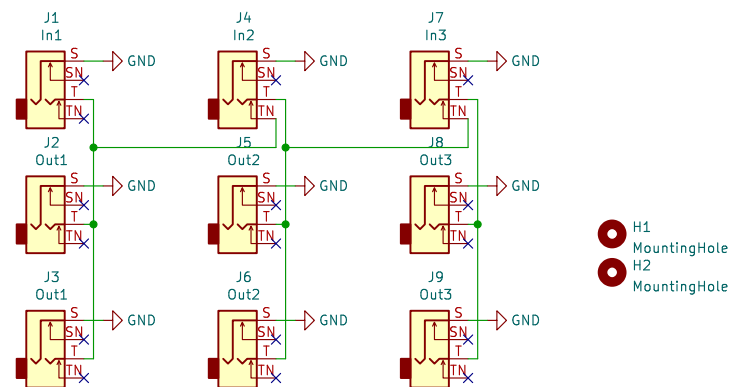 J1
In1
S
GND
SN
T
TN
J4
In2
S
GND
SN
T
TN
J7
In3
S
GND
SN
T
TN
J2
Out1
S
GND
SN
T
TN
J5
Out2
S
GND
SN
T
TN
J8
Out3
S
GND
SN
T
TN
H1
MountingHole
H2
MountingHole
J3
Out1
S
GND
SN
T
TN
J6
Out2
S
GND
SN
T
TN
J9
Out3
S
GND
SN
T
TN